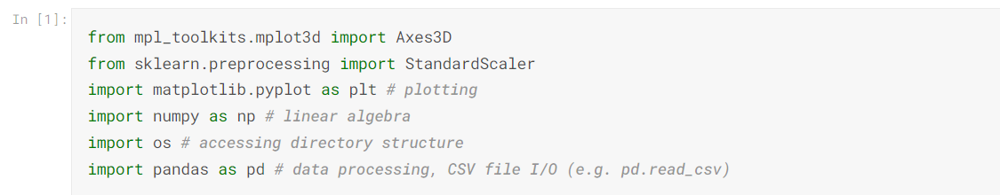 In [1]:
from mpl_toolkits.mplot3d import Axes3D
from sklearn.preprocessing import StandardScaler
import matplotlib.pyplot as plt # plotting
import numpy as np # linear algebra
import os # accessing directory structure
import pandas as pd # data processing, CSV file I/O (e.g. pd.read_csv)